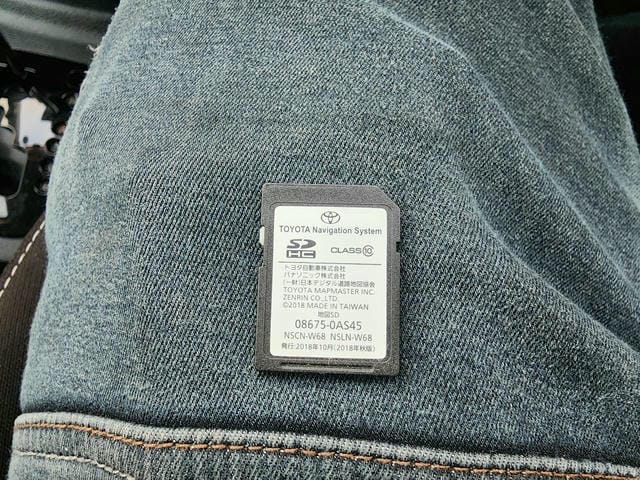 TOYOTA Navigation System
SD HC CLASS 10
トヨタ自動車株式会社
パナソニック株式会社
(一財)日本デジタル道路地図協会
TOYOTA MAPMASTER INC.
ZENRIN CO.,LTD.
©2018 MADE IN TAIWAN
地図SD
08675-0AS45
NSCN-W68 NSLN-W68
発行:2018年10月(2018年秋版)